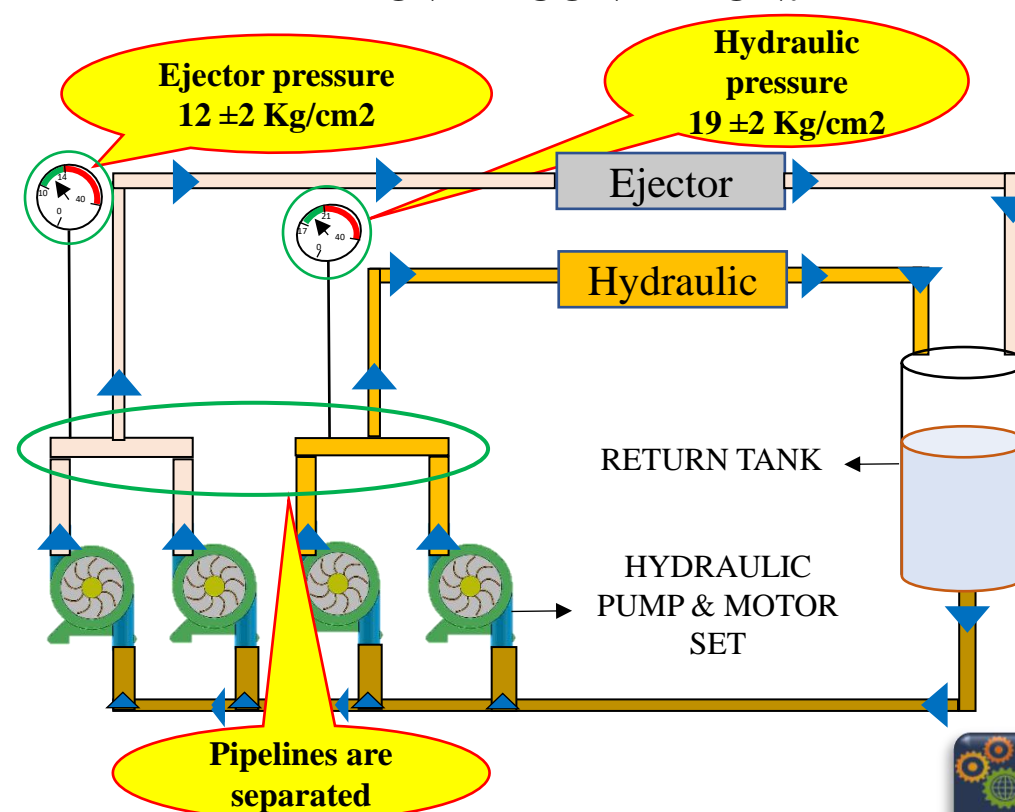 Ejector pressure
12 ±2 Kg/cm2
Hydraulic
pressure
19 ±2 Kg/cm2
14
10
40
0
21
17
40
0
Ejector
Hydraulic
RETURN TANK
HYDRAULIC
PUMP & MOTOR
SET
Pipelines are
separated